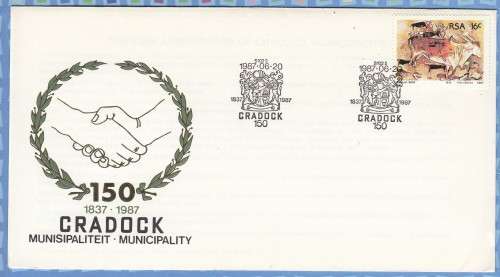 RSA 16c
1987·06·20
1837 1987
CRADOCK
150
1987·06·20
1837 1987
CRADOCK
150
150
1837 · 1987
CRADOCK
MUNISIPALITEIT · MUNICIPALITY